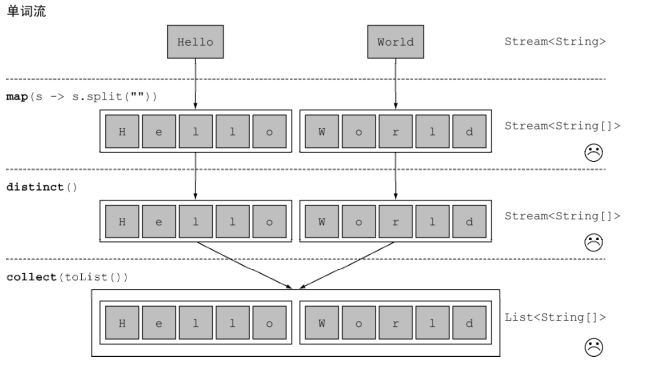 单词流
Hello World Stream<String>
map(s -> s.split(""))
H e l l o W o r l d Stream<String[]>
distinct()
H e l l o W o r l d Stream<String[]>
collect(toList())
H e l l o W o r l d List<String[]>